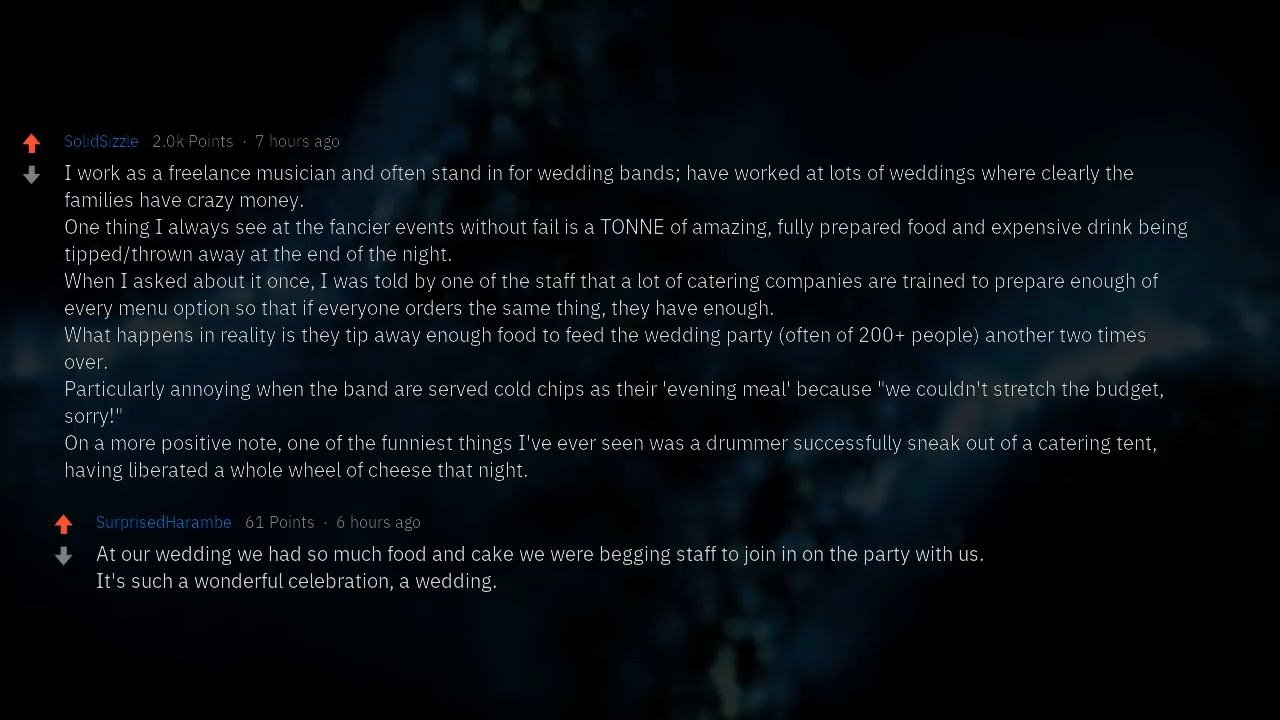 SolidSizzle 2.0k Points · 7 hours ago
I work as a freelance musician and often stand in for wedding bands; have worked at lots of weddings where clearly the
families have crazy money.
One thing I always see at the fancier events without fail is a TONNE of amazing, fully prepared food and expensive drink being
tipped/thrown away at the end of the night.
When I asked about it once, I was told by one of the staff that a lot of catering companies are trained to prepare enough of
every menu option so that if everyone orders the same thing, they have enough.
What happens in reality is they tip away enough food to feed the wedding party (often of 200+ people) another two times
over.
Particularly annoying when the band are served cold chips as their 'evening meal' because "we couldn't stretch the budget,
sorry!"
On a more positive note, one of the funniest things I've ever seen was a drummer successfully sneak out of a catering tent,
having liberated a whole wheel of cheese that night.
SurprisedHarambe 61 Points · 6 hours ago
At our wedding we had so much food and cake we were begging staff to join in on the party with us.
It's such a wonderful celebration, a wedding.